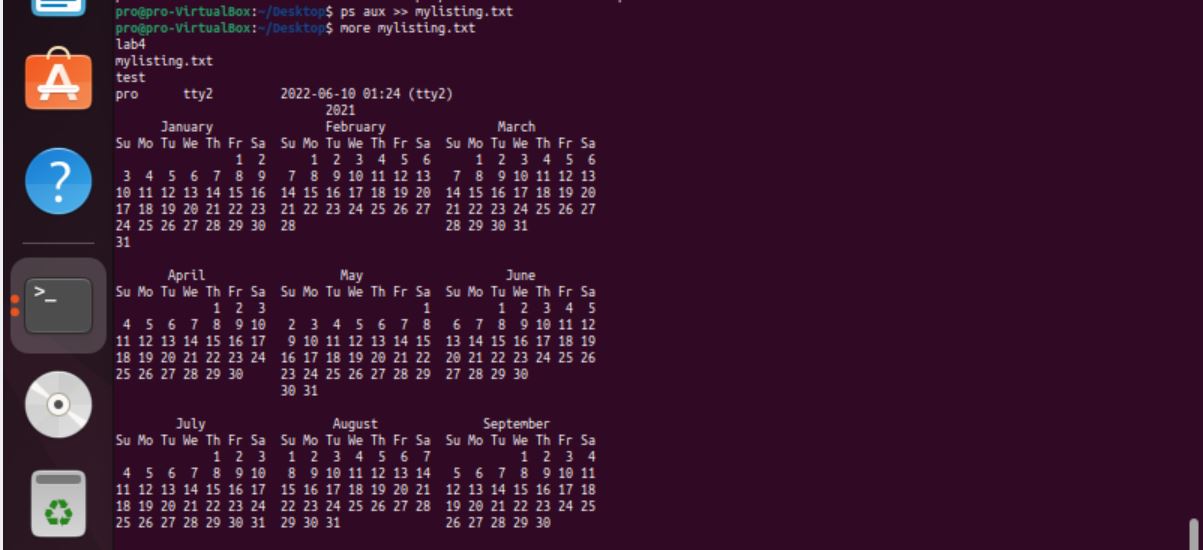 pro@pro-VirtualBox:~/Desktop$ ps aux >> mylisting.txt
pro@pro-VirtualBox:~/Desktop$ more mylisting.txt
lab4
mylisting.txt
test
pro      tty2         2022-06-10 01:24 (tty2)
                            2021
      January               February               March
Su Mo Tu We Th Fr Sa  Su Mo Tu We Th Fr Sa  Su Mo Tu We Th Fr Sa
                1  2      1  2  3  4  5  6      1  2  3  4  5  6
 3  4  5  6  7  8  9   7  8  9 10 11 12 13   7  8  9 10 11 12 13
10 11 12 13 14 15 16  14 15 16 17 18 19 20  14 15 16 17 18 19 20
17 18 19 20 21 22 23  21 22 23 24 25 26 27  21 22 23 24 25 26 27
24 25 26 27 28 29 30  28                    28 29 30 31
31
       April                  May                   June
Su Mo Tu We Th Fr Sa  Su Mo Tu We Th Fr Sa  Su Mo Tu We Th Fr Sa
             1  2  3                     1         1  2  3  4  5
 4  5  6  7  8  9 10   2  3  4  5  6  7  8   6  7  8  9 10 11 12
11 12 13 14 15 16 17   9 10 11 12 13 14 15  13 14 15 16 17 18 19
18 19 20 21 22 23 24  16 17 18 19 20 21 22  20 21 22 23 24 25 26
25 26 27 28 29 30     23 24 25 26 27 28 29  27 28 29 30
                      30 31
        July                 August              September
Su Mo Tu We Th Fr Sa  Su Mo Tu We Th Fr Sa  Su Mo Tu We Th Fr Sa
             1  2  3   1  2  3  4  5  6  7            1  2  3  4
 4  5  6  7  8  9 10   8  9 10 11 12 13 14   5  6  7  8  9 10 11
11 12 13 14 15 16 17  15 16 17 18 19 20 21  12 13 14 15 16 17 18
18 19 20 21 22 23 24  22 23 24 25 26 27 28  19 20 21 22 23 24 25
25 26 27 28 29 30 31  29 30 31              26 27 28 29 30